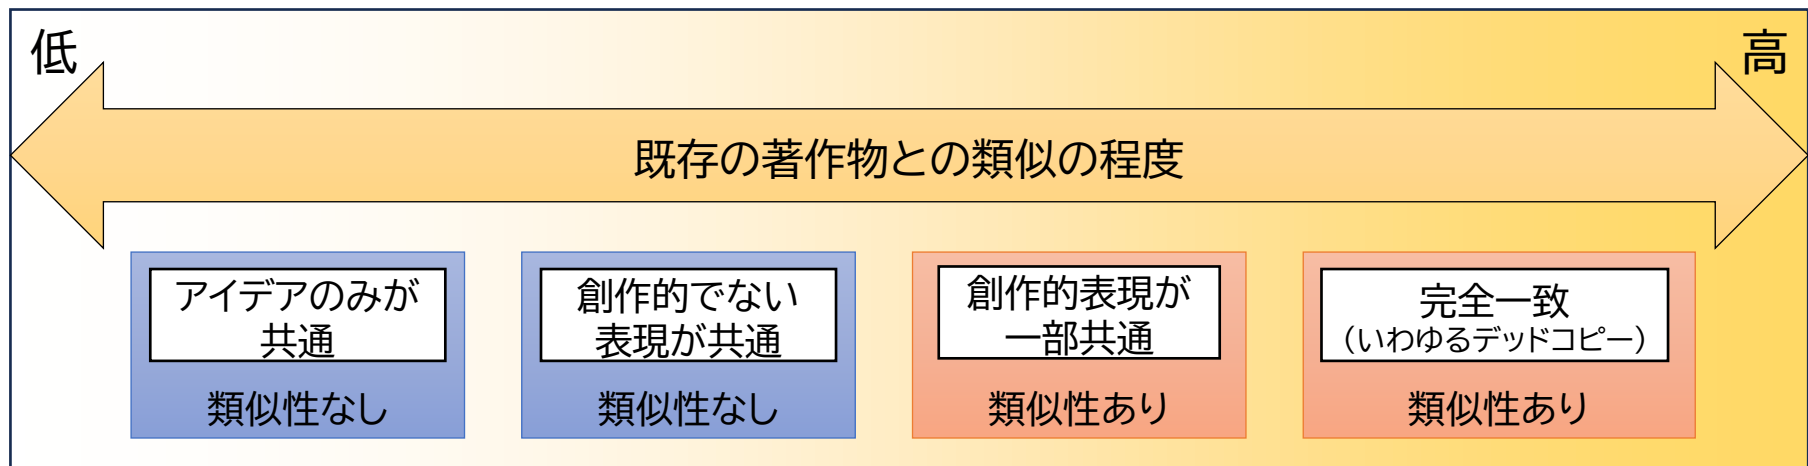 低
高
既存の著作物との類似の程度
アイデアのみが
共通
類似性なし
創作的でない
表現が共通
類似性なし
創作的表現が
一部共通
類似性あり
完全一致
（いわゆるデッドコピー）
類似性あり